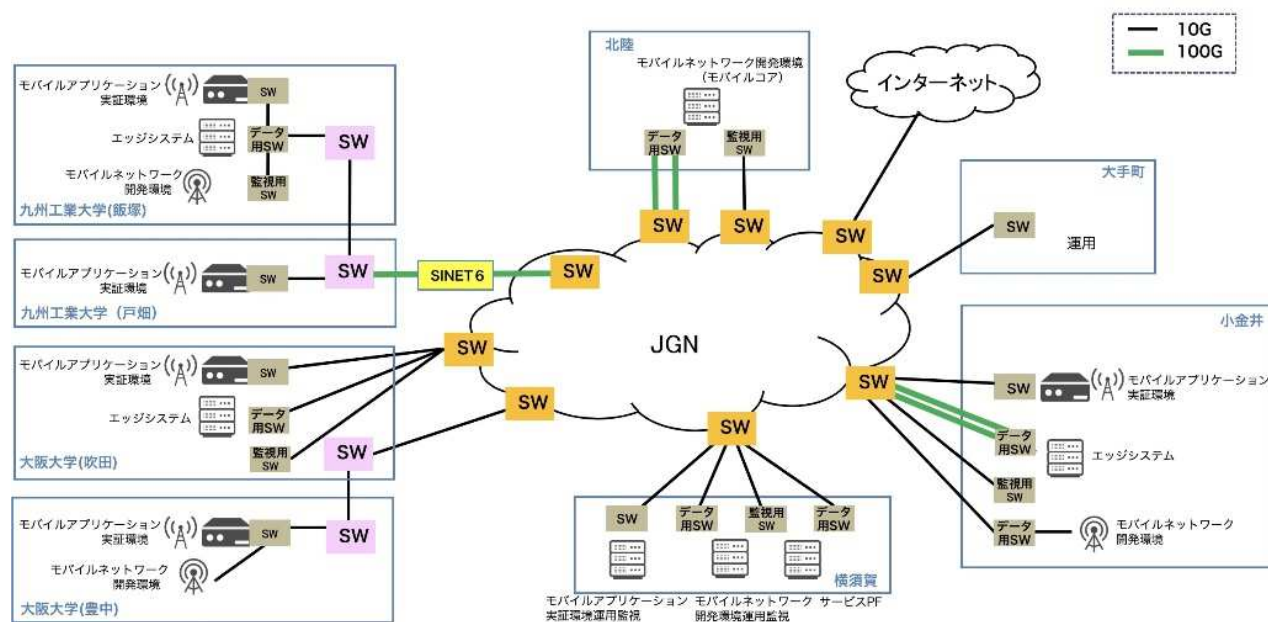 10G
100G
北陸
モバイルネットワーク開発環境
(モバイルコア)
データ
用SW
監視用
SW
SW
SW
インターネット
SW
大手町
SW
運用
SW
モバイルアプリケーション
実証環境
SW
エッジシステム
データ
用SW
SW
モバイルネットワーク
開発環境
監視用
SW
九州工業大学(飯塚)
モバイルアプリケーション
実証環境
SW
SW
SINET6
SW
九州工業大学（戸畑)
JGN
モバイルアプリケーション
実証環境
SW
SW
エッジシステム
データ
用SW
監視用
SW
大阪大学(吹田)
SW
SW
モバイルアプリケーション
実証環境
SW
SW
モバイルネットワーク
開発環境
大阪大学(豊中)
SW
SW
データ
用SW
監視用
SW
データ
用SW
横須賀
モバイルアプリケーション
実証環境運用監視
モバイルネットワーク
開発環境運用監視
サービスPF
小金井
SW
SW
モバイルアプリケーション
実証環境
データ
用SW
エッジシステム
監視用
SW
データ
用SW
モバイルネットワーク
開発環境